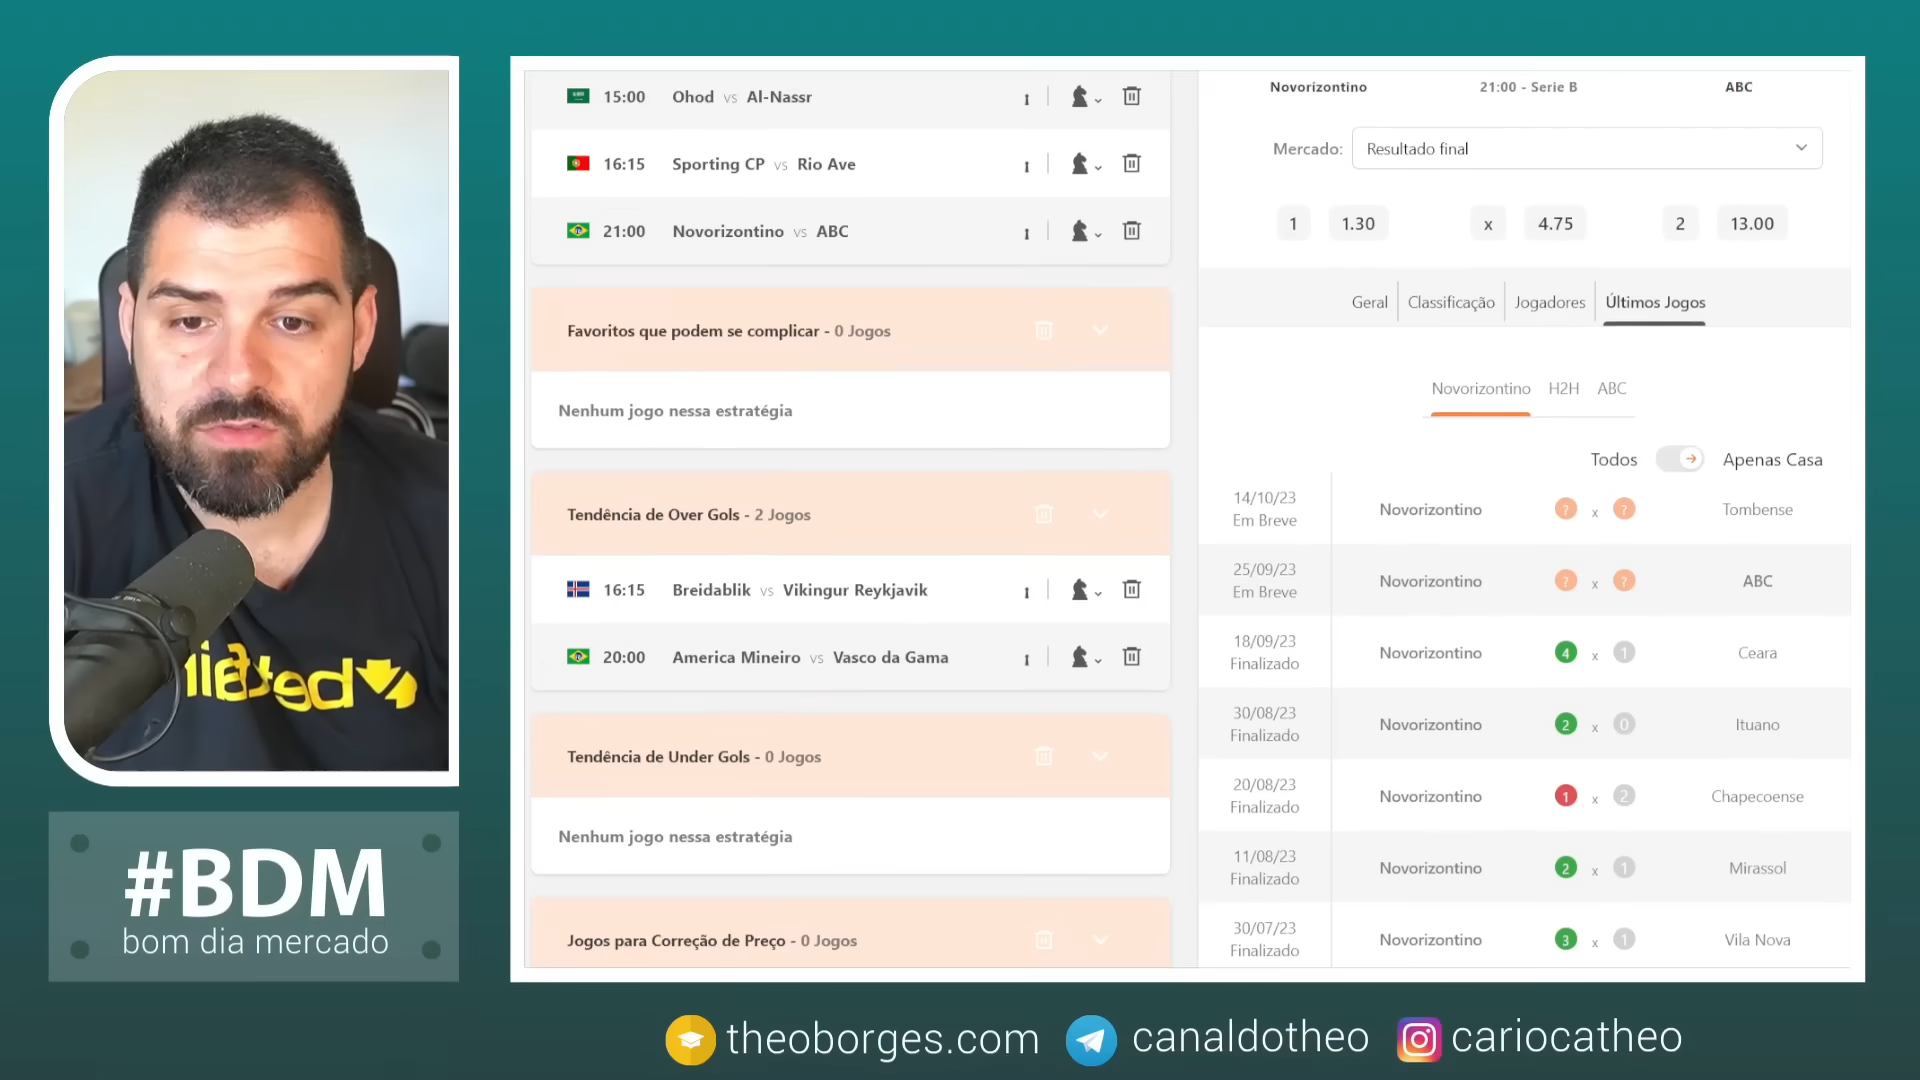 15:00 Ohod vs Al-Nassr
16:15 Sporting CP vs Rio Ave
21:00 Novorizontino vs ABC
Favoritos que podem se complicar - 0 Jogos
Nenhum jogo nessa estratégia
Tendência de Over Gols - 2 Jogos
16:15 Breidablik vs Vikingur Reykjavik
20:00 America Mineiro vs Vasco da Gama
Tendência de Under Gols - 0 Jogos
Nenhum jogo nessa estratégia
Jogos para Correção de Preço - 0 Jogos
Novorizontino 21:00 - Serie B ABC
Mercado: Resultado final
1 1.30 x 4.75 2 13.00
Geral Classificação Jogadores Últimos Jogos
Novorizontino H2H ABC
Todos Apenas Casa
14/10/23
Em Breve
Novorizontino ? x ? Tombense
25/09/23
Em Breve
Novorizontino ? x ? ABC
18/09/23
Finalizado
Novorizontino 4 x 1 Ceara
30/08/23
Finalizado
Novorizontino 2 x 0 Ituano
20/08/23
Finalizado
Novorizontino 1 x 2 Chapecoense
11/08/23
Finalizado
Novorizontino 2 x 1 Mirassol
30/07/23
Finalizado
Novorizontino 3 x 1 Vila Nova
#BDM
bom dia mercado
theoborges.com canaldotheo cariocatheo